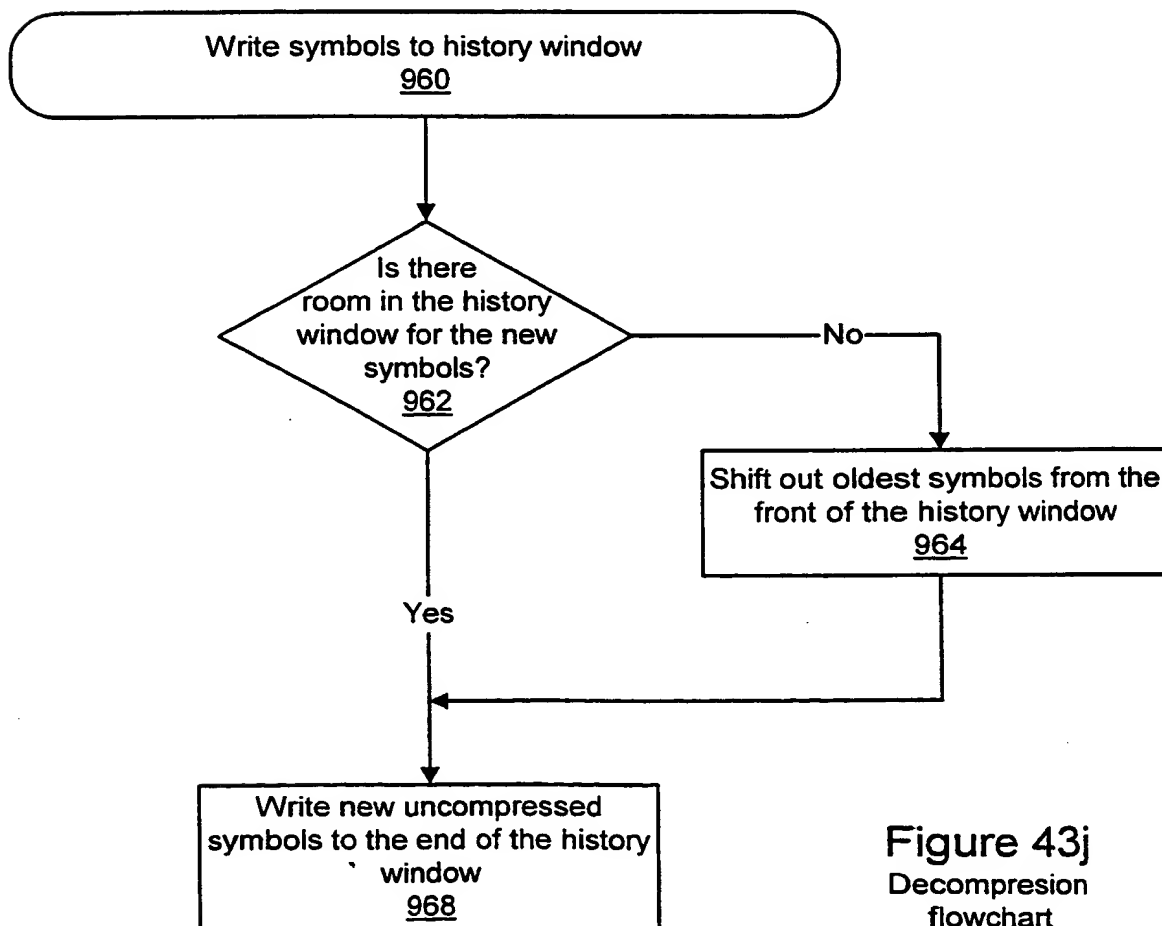 Write symbols to history window
960
Is there
room in the history
window for the new
symbols?
962
No
Shift out oldest symbols from the
front of the history window
964
Yes
Write new uncompressed
symbols to the end of the history
window
968
Figure 43j
Decompresion
flowchart